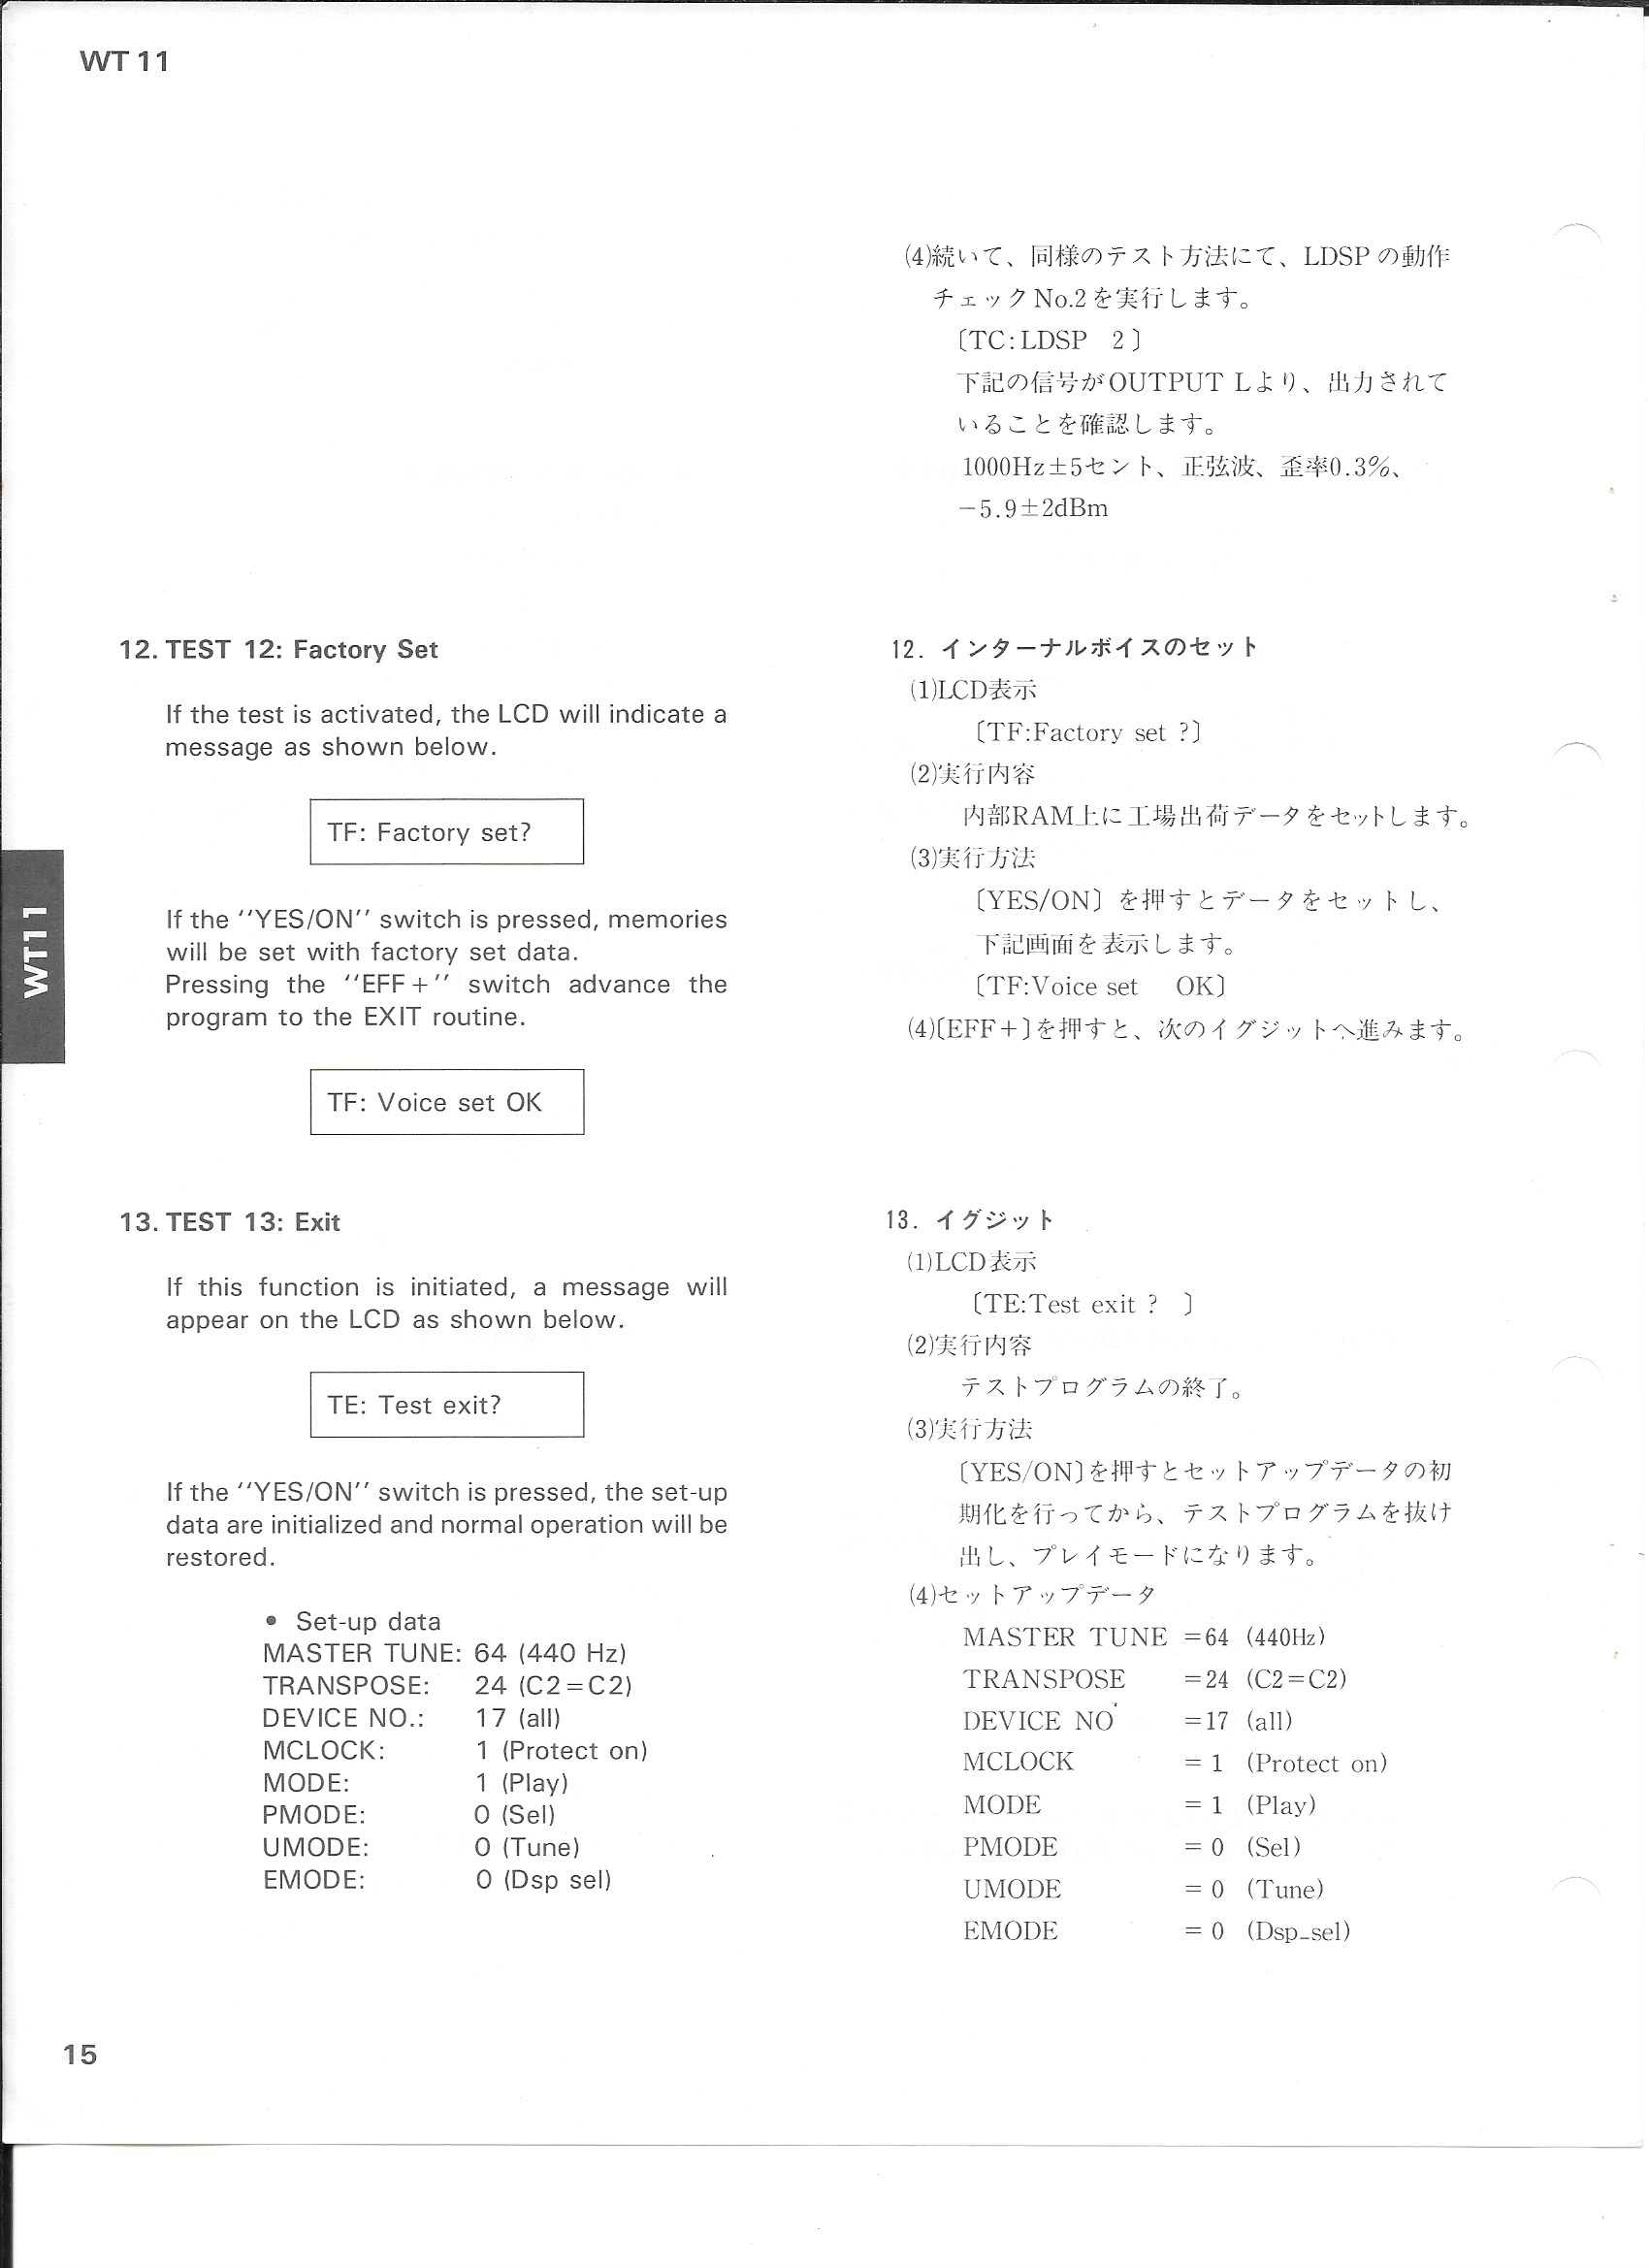 WT 11
(4)続いて、同様のテスト方法にて、LDSPの動作
チェックNo.2を実行します。
〔TC:LDSP 2〕
下記の信号がOUTPUT Lより、出力されて
いることを確認します。
1000Hz±5セント、正弦波、歪率0.3%、
−5.9±2dBm
12. TEST 12: Factory Set
If the test is activated, the LCD will indicate a
message as shown below.
TF: Factory set?
If the ''YES/ON'' switch is pressed, memories
will be set with factory set data.
Pressing the ''EFF+'' switch advance the
program to the EXIT routine.
TF: Voice set OK
12. インターナルボイスのセット
(1)LCD表示
〔TF:Factory set ?〕
(2)実行内容
内部RAM上に工場出荷データをセットします。
(3)実行方法
〔YES/ON〕を押すとデータをセットし、
下記画面を表示します。
〔TF:Voice set OK〕
(4)〔EFF+〕を押すと、次のイグジットへ進みます。
WT11
13. TEST 13: Exit
If this function is initiated, a message will
appear on the LCD as shown below.
TE: Test exit?
If the ''YES/ON'' switch is pressed, the set-up
data are initialized and normal operation will be
restored.
• Set-up data
MASTER TUNE: 64 (440 Hz)
TRANSPOSE: 24 (C2=C2)
DEVICE NO.: 17 (all)
MCLOCK: 1 (Protect on)
MODE: 1 (Play)
PMODE: 0 (Sel)
UMODE: 0 (Tune)
EMODE: 0 (Dsp sel)
13. イグジット
(1)LCD表示
〔TE:Test exit ? 〕
(2)実行内容
テストプログラムの終了。
(3)実行方法
〔YES/ON〕を押すとセットアップデータの初
期化を行ってから、テストプログラムを抜け
出し、プレイモードになります。
(4)セットアップデータ
MASTER TUNE =64 (440Hz)
TRANSPOSE =24 (C2=C2)
DEVICE NO =17 (all)
MCLOCK = 1 (Protect on)
MODE = 1 (Play)
PMODE = 0 (Sel)
UMODE = 0 (Tune)
EMODE = 0 (Dsp_sel)
15